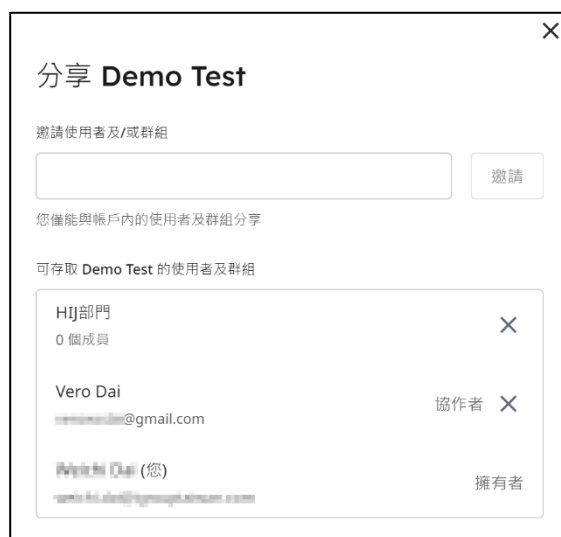 分享 Demo Test
邀請使用者及/或群組
邀請
您僅能與帳戶內的使用者及群組分享
可存取 Demo Test 的使用者及群組
HIJ部門
0 個成員
Vero Dai
@gmail.com
協作者
(您)
擁有者